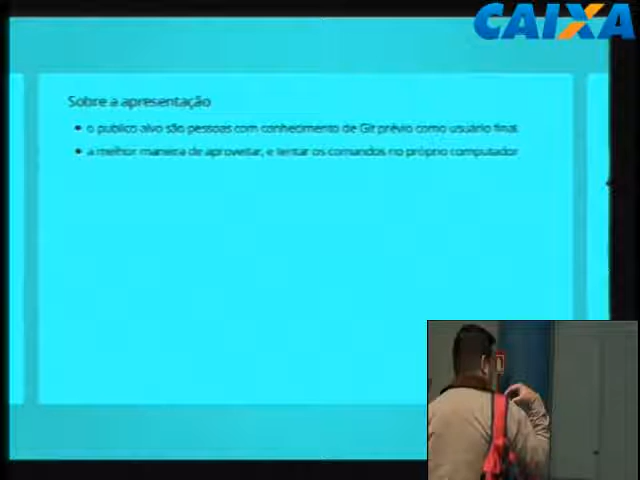 CAIXA
Sobre a apresentação
• o publico alvo são pessoas com conhecimento de Git prévio como usuário final.
• a melhor maneira de aproveitar, e tentar os comandos no próprio computador